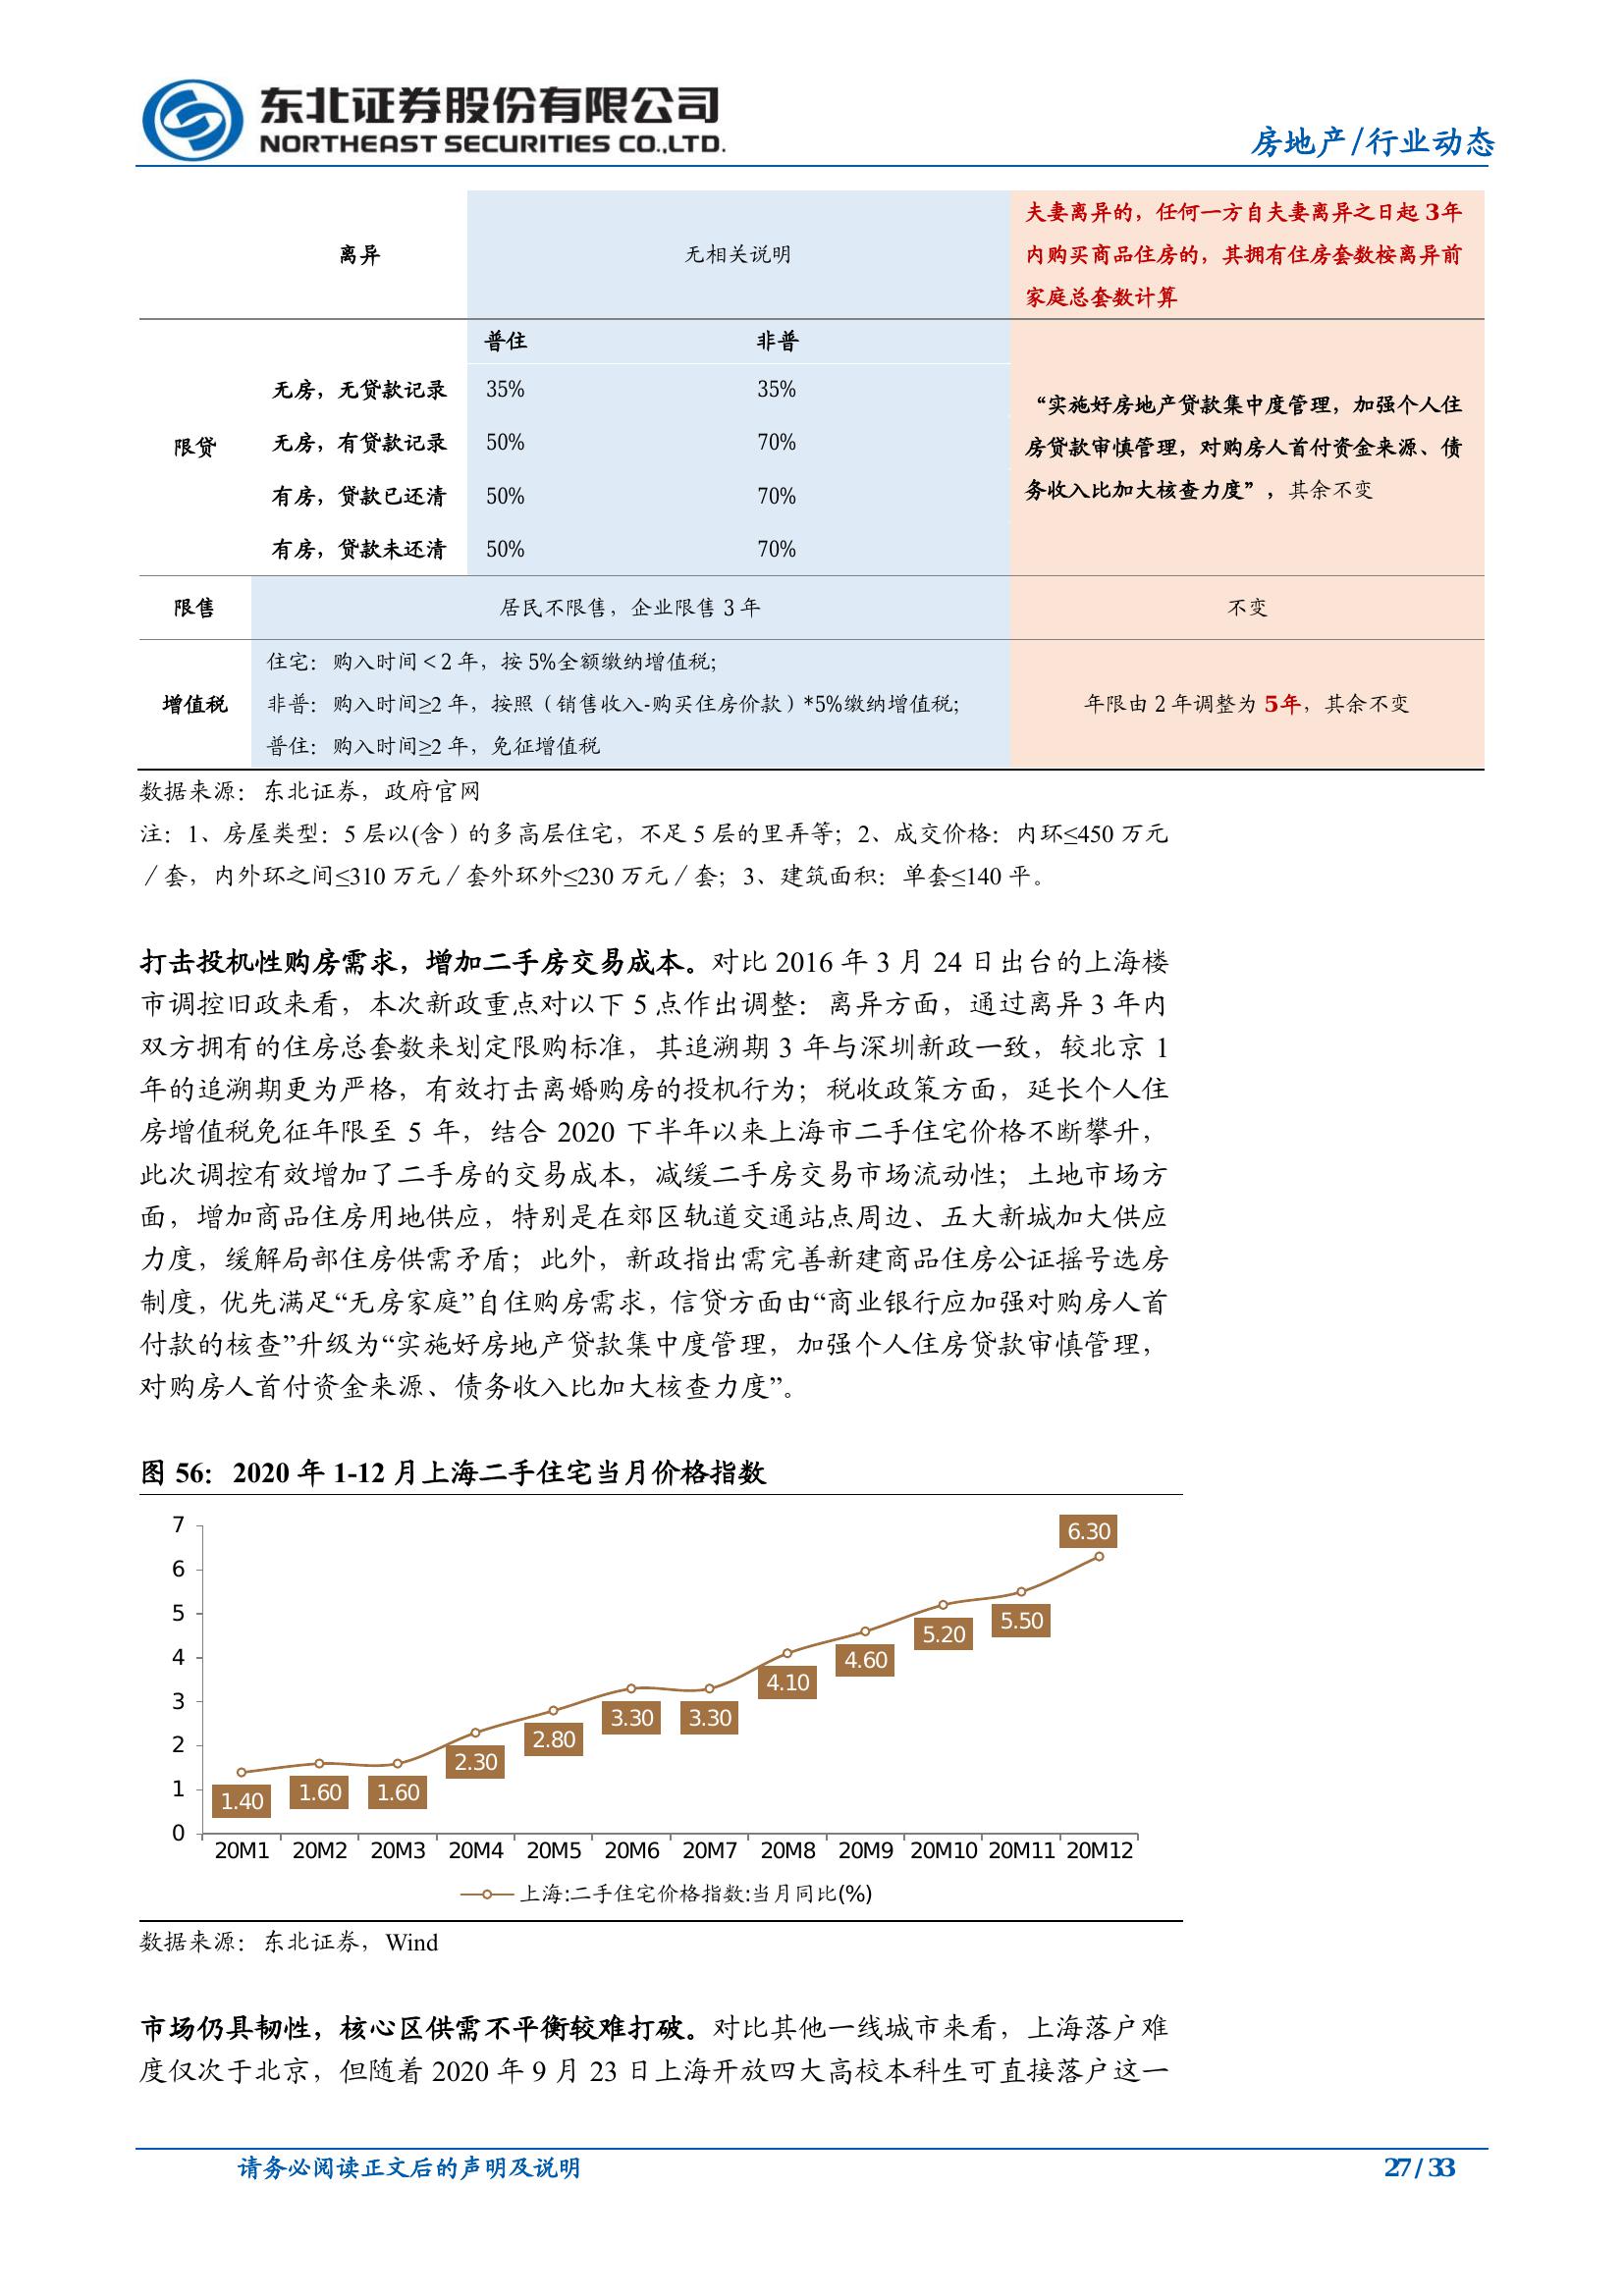 东北证券股份有限公司
NORTHEAST SECURITIES CO.,LTD.
房地产/行业动态
离异
无相关说明
夫妻离异的，任何一方自夫妻离异之日起 3 年
内购买商品住房的，其拥有住房套数桉离异前
家庭总套数计算
普住 非普
无房，无贷款记录 35% 35%
无房，有贷款记录 50% 70%
限贷
有房，贷款已还清 50% 70%
有房，贷款未还清 50% 70%
“实施好房地产贷款集中度管理，加强个人住
房贷款审慎管理，对购房人首付资金来源、债
务收入比加大核查力度”，其余不变
限售 居民不限售，企业限售 3 年 不变
增值税
住宅：购入时间＜2 年，按 5%全额缴纳增值税；
非普：购入时间≥2 年，按照（销售收入-购买住房价款）*5%缴纳增值税；
普住：购入时间≥2 年，免征增值税
年限由 2 年调整为 5年，其余不变
数据来源：东北证券，政府官网
注：1、房屋类型：5 层以(含）的多高层住宅，不足 5 层的里弄等；2、成交价格：内环≤450 万元
／套，内外环之间≤310 万元／套外环外≤230 万元／套；3、建筑面积：单套≤140 平。
打击投机性购房需求，增加二手房交易成本。对比 2016 年 3 月 24 日出台的上海楼
市调控旧政来看，本次新政重点对以下 5 点作出调整：离异方面，通过离异 3 年内
双方拥有的住房总套数来划定限购标准，其追溯期 3 年与深圳新政一致，较北京 1
年的追溯期更为严格，有效打击离婚购房的投机行为；税收政策方面，延长个人住
房增值税免征年限至 5 年，结合 2020 下半年以来上海市二手住宅价格不断攀升，
此次调控有效增加了二手房的交易成本，减缓二手房交易市场流动性；土地市场方
面，增加商品住房用地供应，特别是在郊区轨道交通站点周边、五大新城加大供应
力度，缓解局部住房供需矛盾；此外，新政指出需完善新建商品住房公证摇号选房
制度，优先满足“无房家庭”自住购房需求，信贷方面由“商业银行应加强对购房人首
付款的核查”升级为“实施好房地产贷款集中度管理，加强个人住房贷款审慎管理，
对购房人首付资金来源、债务收入比加大核查力度”。
图 56：2020 年 1-12 月上海二手住宅当月价格指数
7
6
5
4
3
2
1
0
1.40 1.60 1.60 2.30 2.80 3.30 3.30 4.10 4.60 5.20 5.50 6.30
20M1 20M2 20M3 20M4 20M5 20M6 20M7 20M8 20M9 20M10 20M11 20M12
上海:二手住宅价格指数:当月同比(%)
数据来源：东北证券，Wind
市场仍具韧性，核心区供需不平衡较难打破。对比其他一线城市来看，上海落户难
度仅次于北京，但随着 2020 年 9 月 23 日上海开放四大高校本科生可直接落户这一
请务必阅读正文后的声明及说明
27 / 33